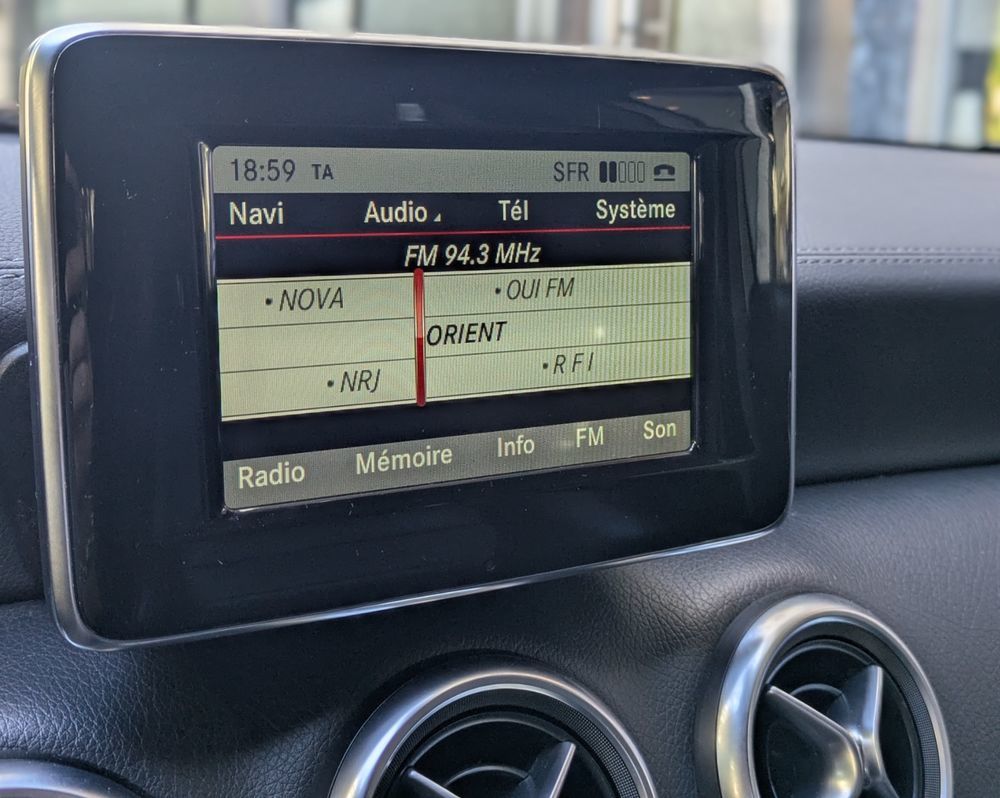 18:59 TA SFR
Navi Audio Tél Système
FM 94.3 MHz
• NOVA • OUI FM
ORIENT
• NRJ • R F I
Radio Mémoire Info FM Son